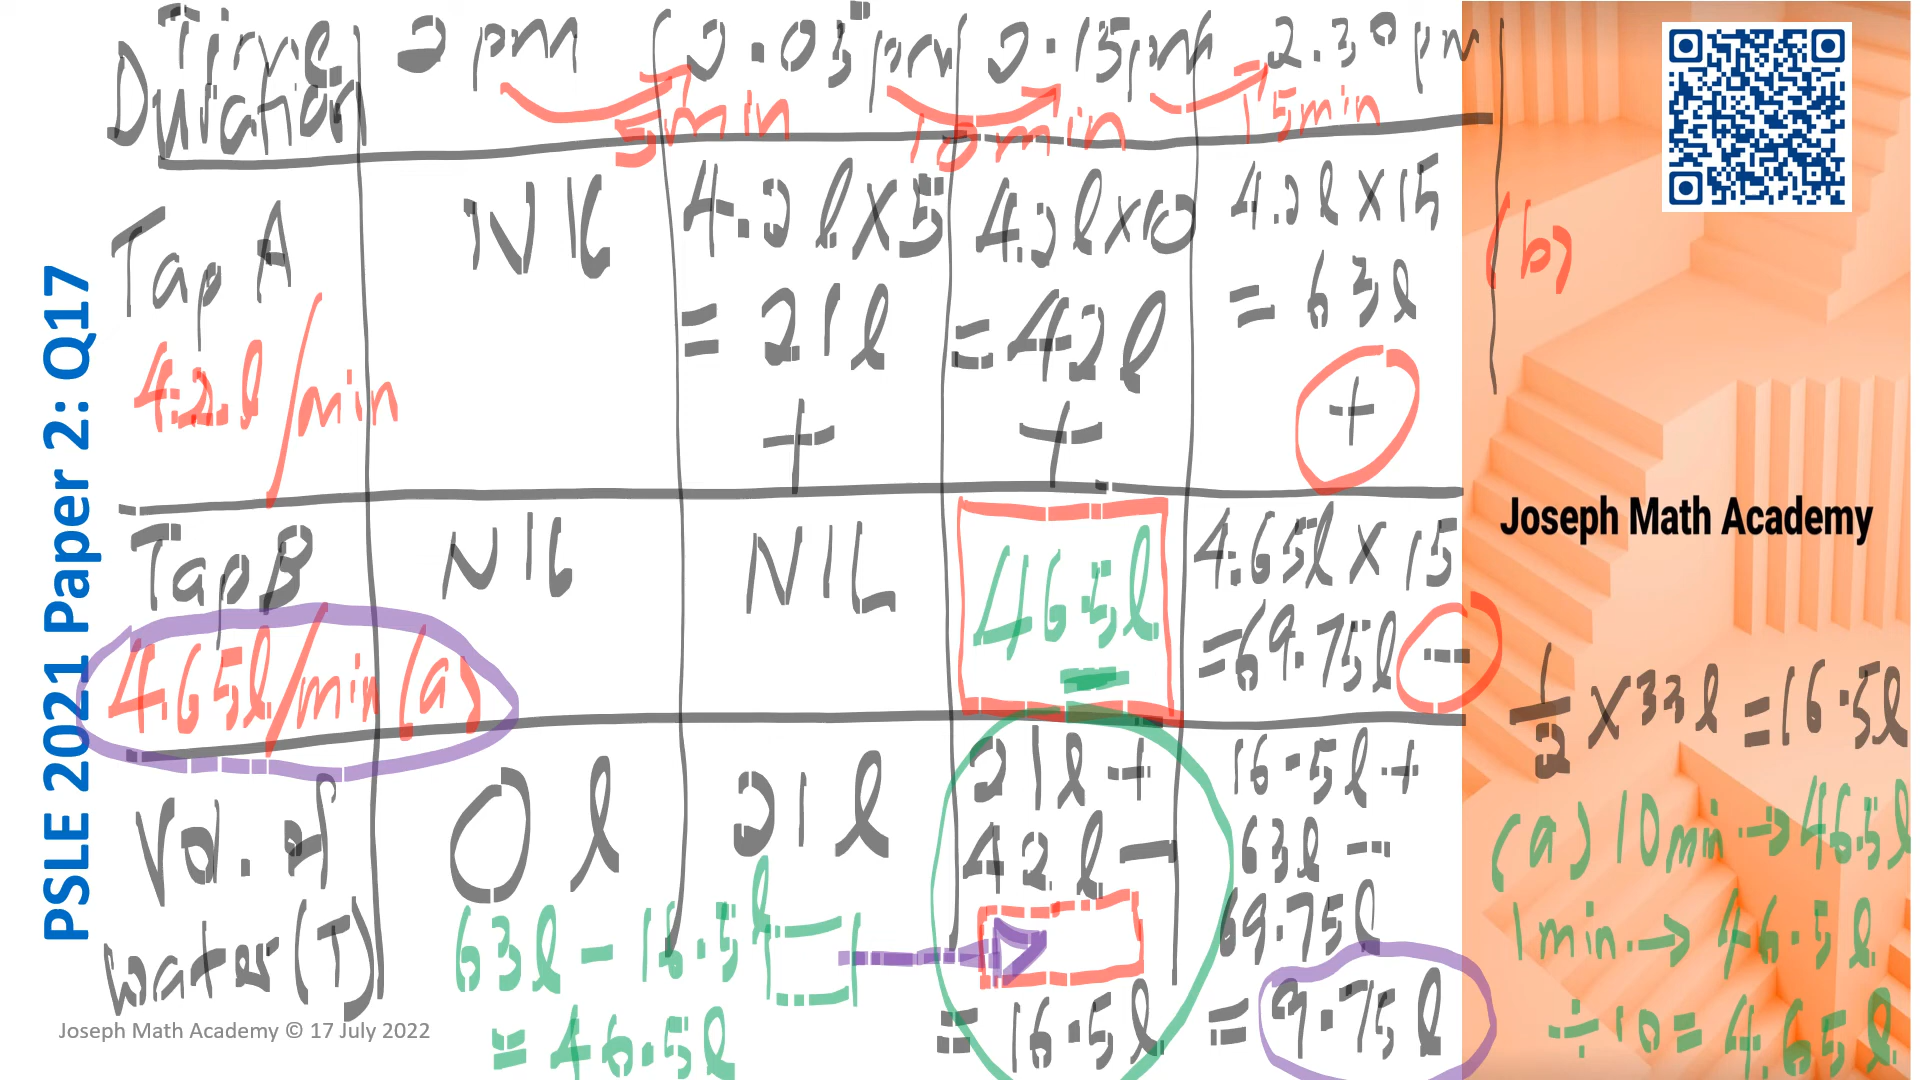 PSLE 2021 Paper 2: Q17
Time
Duration
2 pm
2.05 pm
2.15 pm
2.30 pm
5 min
10 min
15 min
Tap A
4.2 l/min
NIL
4.2 l x 5
= 21 l
+
4.2 l x 10
= 42 l
+
4.2 l x 15
= 63 l
+
(b)
Joseph Math Academy
Tap B
4.65 l/min (a)
NIL
NIL
46.5 l
4.65 l x 15
= 69.75 l
-
Vol. of
water (T)
0 l
21 l
63 l - 16.5 l
= 46.5 l
21 l +
42 l -
= 16.5 l
16.5 l +
63 l -
69.75 l
= 9.75 l
1/2 x 33 l = 16.5 l
(a) 10 min → 46.5 l
1 min → 46.5 l
÷ 10 = 4.65 l
Joseph Math Academy © 17 July 2022